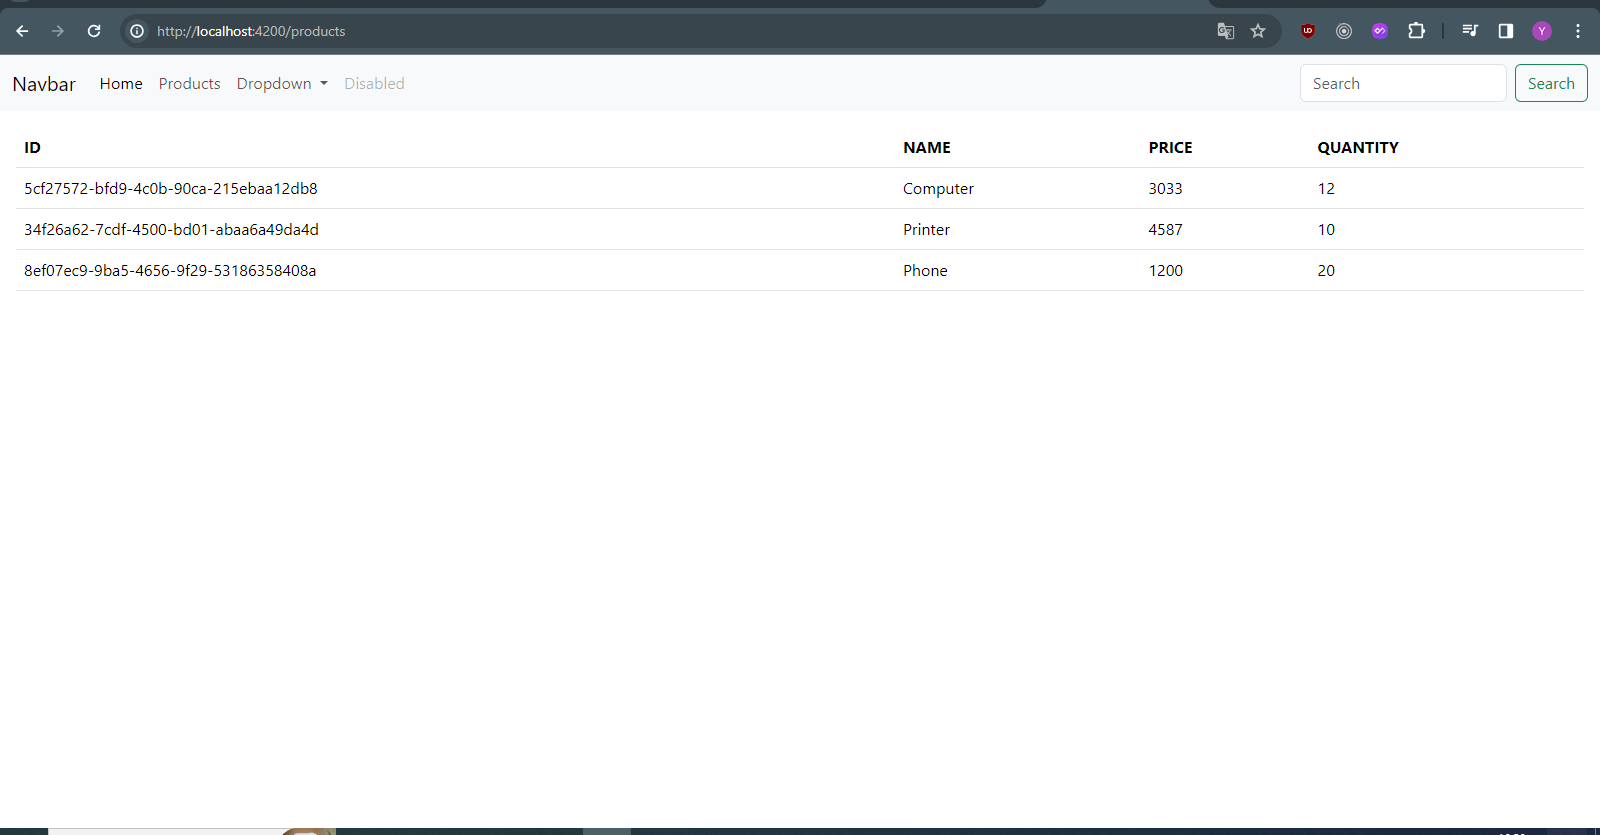 http://localhost:4200/products
Y
Navbar Home Products Dropdown Disabled Search Search
ID NAME PRICE QUANTITY
5cf27572-bfd9-4c0b-90ca-215ebaa12db8 Computer 3033 12
34f26a62-7cdf-4500-bd01-abaa6a49da4d Printer 4587 10
8ef07ec9-9ba5-4656-9f29-53186358408a Phone 1200 20